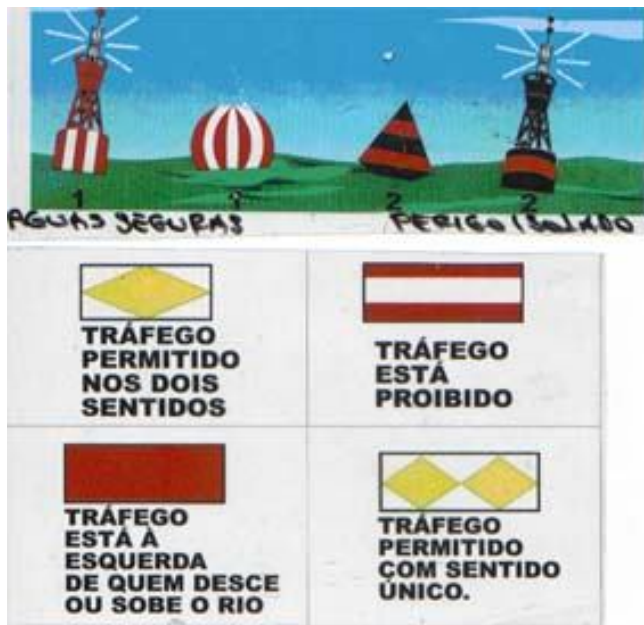 1 1 2 2
AGUAS SEGURAS PERIGO ISOLADO
TRÁFEGO
PERMITIDO
NOS DOIS
SENTIDOS
TRÁFEGO
ESTÁ
PROIBIDO
TRÁFEGO
ESTÁ À
ESQUERDA
DE QUEM DESCE
OU SOBE O RIO
TRÁFEGO
PERMITIDO
COM SENTIDO
ÚNICO.